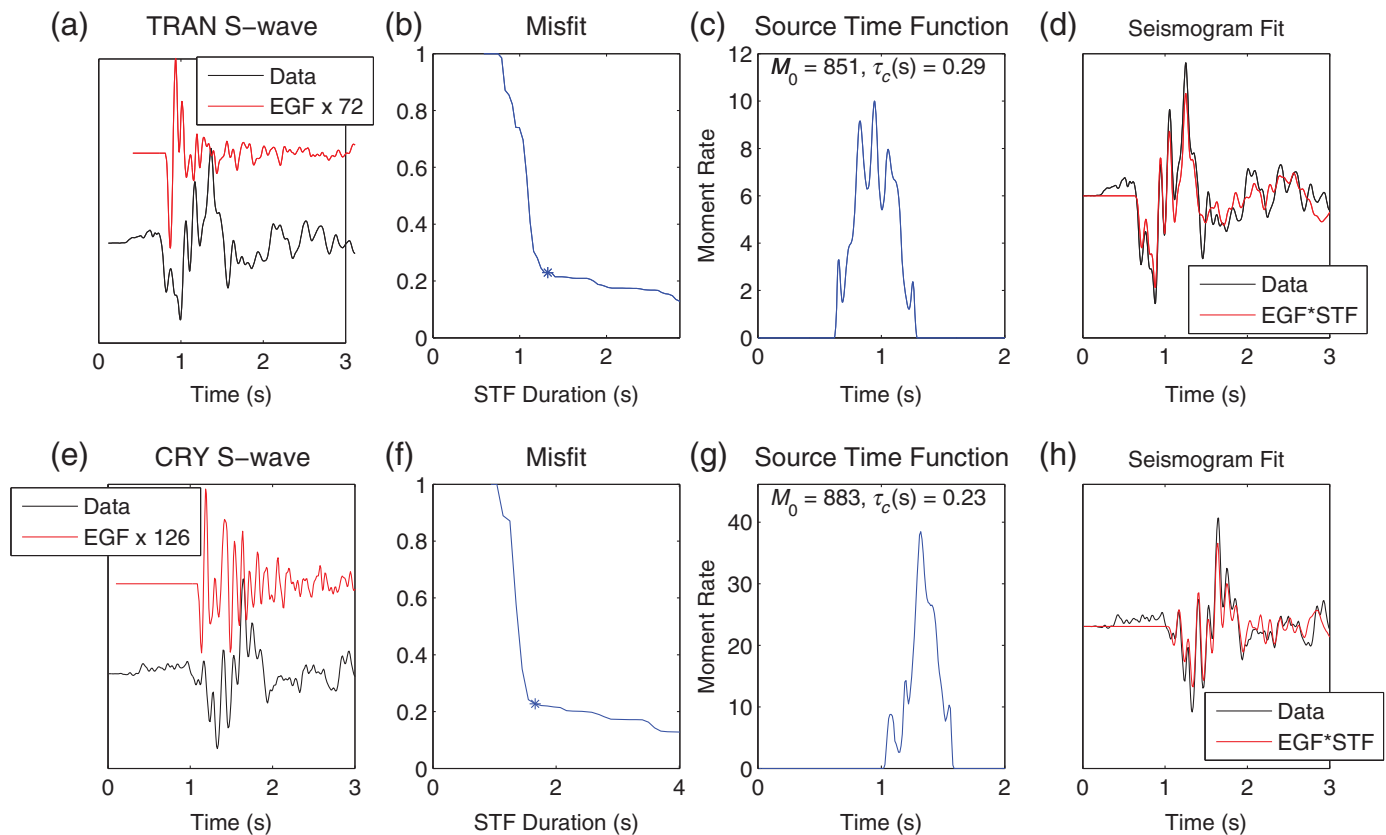 (a)
TRAN S−wave
Data
EGF x 72
0
1
2
3
Time (s)
(b)
Misfit
1
0.8
0.6
0.4
0.2
0
0
1
2
STF Duration (s)
(c)
Source Time Function
M0 = 851, τc(s) = 0.29
Moment Rate
12
10
8
6
4
2
0
0
1
2
Time (s)
(d)
Seismogram Fit
Data
EGF*STF
0
1
2
3
Time (s)
(e)
CRY S−wave
Data
EGF x 126
0
1
2
3
Time (s)
(f)
Misfit
1
0.8
0.6
0.4
0.2
0
0
2
4
STF Duration (s)
(g)
Source Time Function
M0 = 883, τc(s) = 0.23
Moment Rate
40
30
20
10
0
0
1
2
Time (s)
(h)
Seismogram Fit
Data
EGF*STF
0
1
2
3
Time (s)